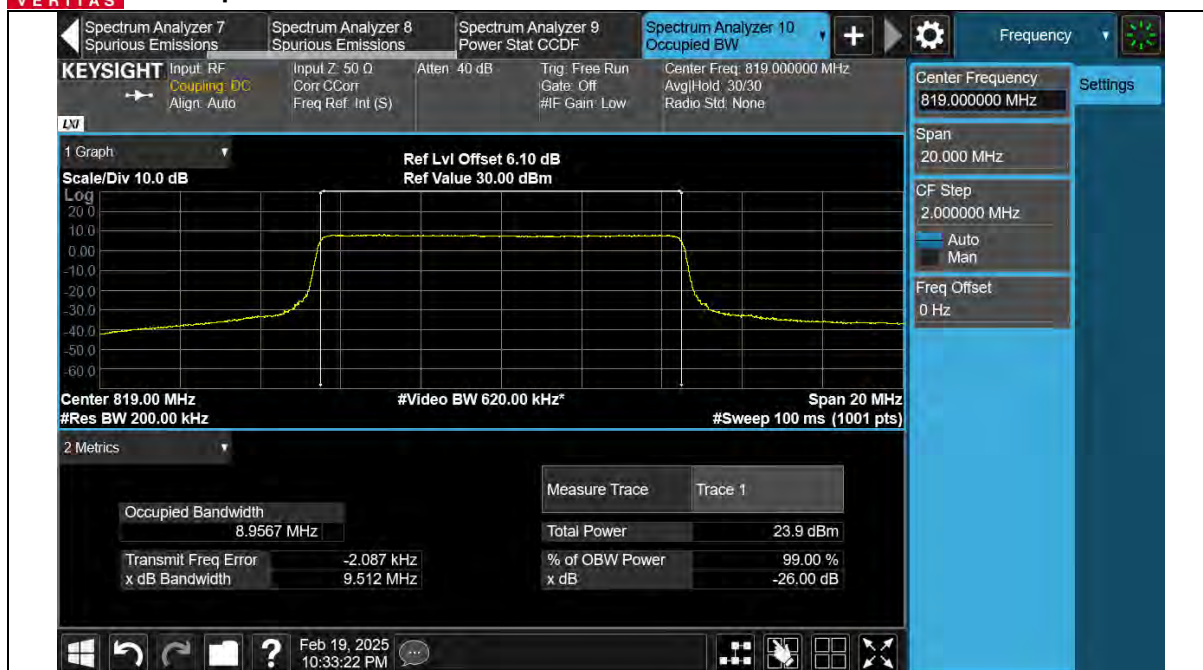 VERITAS
Spectrum Analyzer 7
Spurious Emissions
Spectrum Analyzer 8
Spurious Emissions
Spectrum Analyzer 9
Power Stat CCDF
Spectrum Analyzer 10
Occupied BW
+
Frequency
KEYSIGHT
LXI
Input: RF
Coupling: DC
Align: Auto
Input Z: 50 Ω
Corr CCorr
Freq Ref: Int (S)
Atten: 40 dB
Trig: Free Run
Gate: Off
#IF Gain: Low
Center Freq: 819.000000 MHz
Avg|Hold: 30/30
Radio Std: None
Center Frequency
819.000000 MHz
Settings
Span
20.000 MHz
CF Step
2.000000 MHz
Auto
Man
Freq Offset
0 Hz
1 Graph
Scale/Div 10.0 dB
Ref Lvl Offset 6.10 dB
Ref Value 30.00 dBm
Log
20.0
10.0
0.00
-10.0
-20.0
-30.0
-40.0
-50.0
-60.0
Center 819.00 MHz
#Res BW 200.00 kHz
#Video BW 620.00 kHz*
Span 20 MHz
#Sweep 100 ms (1001 pts)
2 Metrics
Measure Trace Trace 1
Occupied Bandwidth
8.9567 MHz
Total Power 23.9 dBm
Transmit Freq Error -2.087 kHz
% of OBW Power 99.00 %
x dB Bandwidth 9.512 MHz
x dB -26.00 dB
?
Feb 19, 2025
10:33:22 PM